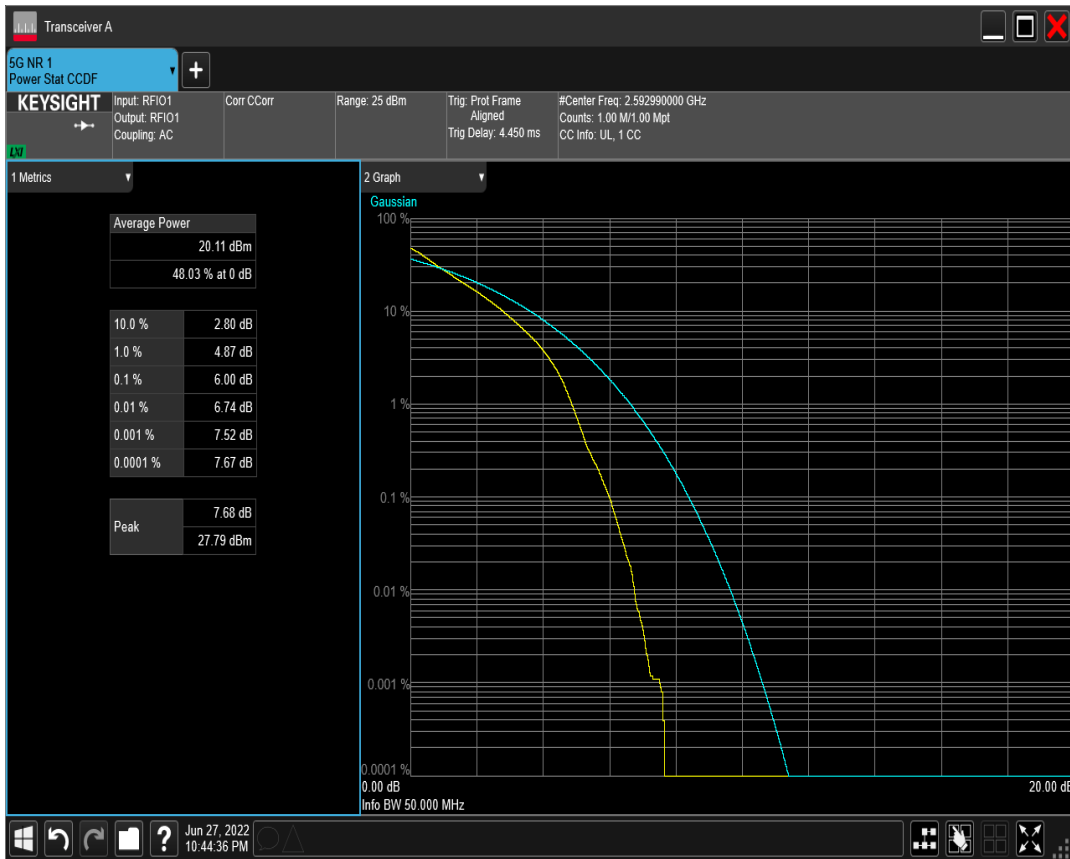 Transceiver A
5G NR 1
Power Stat CCDF
KEYSIGHT
LXI
Input: RFIO1
Output: RFIO1
Coupling: AC
Corr CCorr
Range: 25 dBm
Trig: Prot Frame
Aligned
Trig Delay: 4.450 ms
#Center Freq: 2.592990000 GHz
Counts: 1.00 M/1.00 Mpt
CC Info: UL, 1 CC
1 Metrics
Average Power
20.11 dBm
48.03 % at 0 dB
10.0 % 2.80 dB
1.0 % 4.87 dB
0.1 % 6.00 dB
0.01 % 6.74 dB
0.001 % 7.52 dB
0.0001 % 7.67 dB
Peak 7.68 dB
27.79 dBm
2 Graph
Gaussian
100 %
10 %
1 %
0.1 %
0.01 %
0.001 %
0.0001 %
0.00 dB 20.00 dB
Info BW 50.000 MHz
? Jun 27, 2022
10:44:36 PM